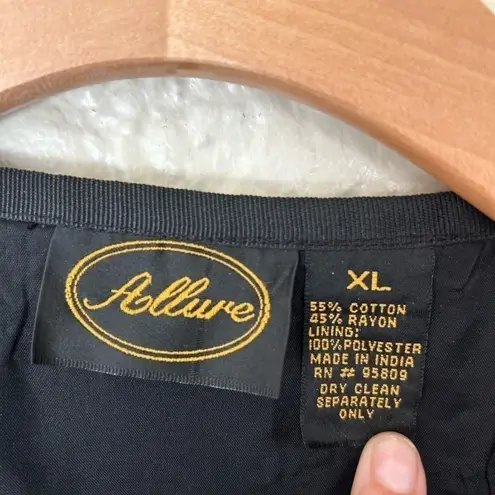 Allure
XL
55% COTTON
45% RAYON
LINING:
100% POLYESTER
MADE IN INDIA
RN # 95809
DRY CLEAN
SEPARATELY
ONLY